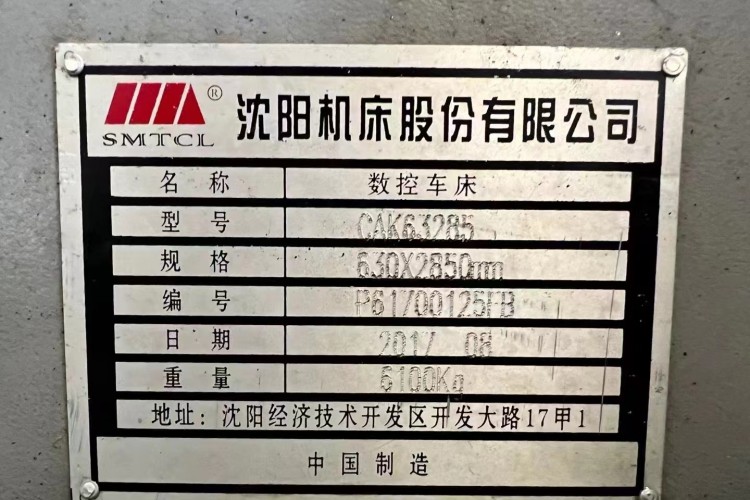 SMTCL ® 沈阳机床股份有限公司
名 称 数控车床
型 号 CAK63285
规 格 630X2850mm
编 号 P61700125FB
日 期 2017 08
重 量 6100Kg
地址: 沈阳经济技术开发区开发大路17甲1
中国制造